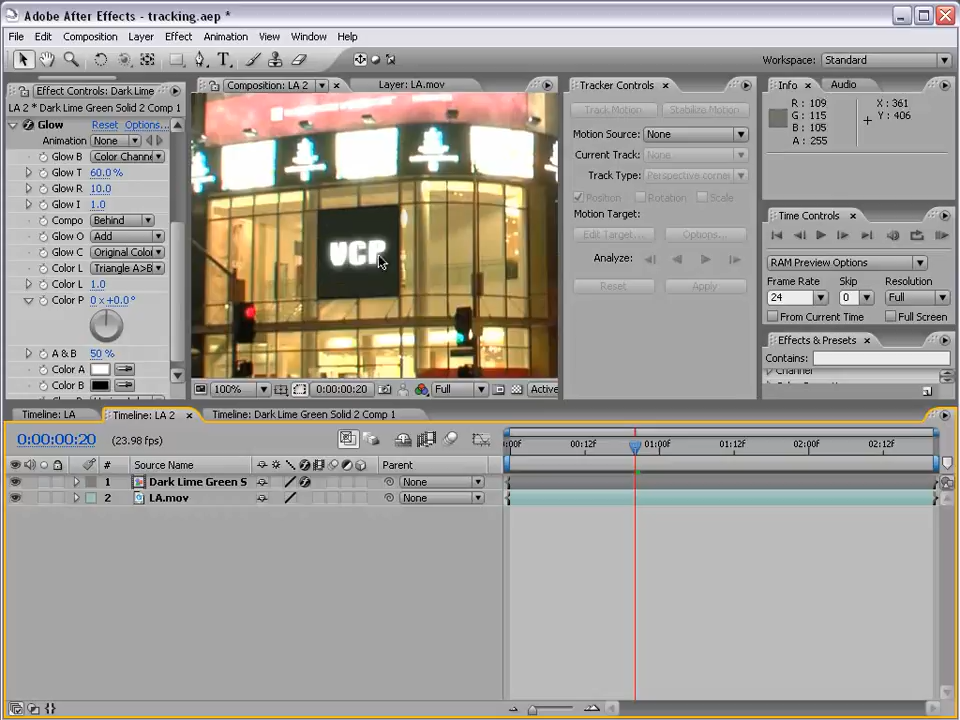 Adobe After Effects - tracking.aep *
File Edit Composition Layer Effect Animation View Window Help
Workspace: Standard
Effect Controls: Dark Lime
LA 2 * Dark Lime Green Solid 2 Comp 1
Glow Reset Options...
Animation None
Glow B Color Channe
Glow T 60.0 %
Glow R 10.0
Glow I 1.0
Compo Behind
Glow O Add
Glow C Original Color
Color L Triangle A>B
Color L 1.0
Color P 0 x+0.0°
A & B 50 %
Color A
Color B
Composition: LA 2 Layer: LA.mov
VCP
100% 0:00:00:20 Full Active
Tracker Controls
Track Motion Stabilize Motion
Motion Source: None
Current Track: None
Track Type: Perspective corner
Position Rotation Scale
Motion Target:
Edit Target... Options...
Analyze:
Reset Apply
Info Audio
R : 109 X : 361
G : 115 Y : 406
B : 105
A : 255
Time Controls
RAM Preview Options
Frame Rate Skip Resolution
24 0 Full
From Current Time Full Screen
Effects & Presets
Contains:
Timeline: LA Timeline: LA 2 Timeline: Dark Lime Green Solid 2 Comp 1
0:00:00:20 (23.98 fps)
:00f 00:12f 01:00f 01:12f 02:00f 02:12f
# Source Name Parent
1 Dark Lime Green S None
2 LA.mov None